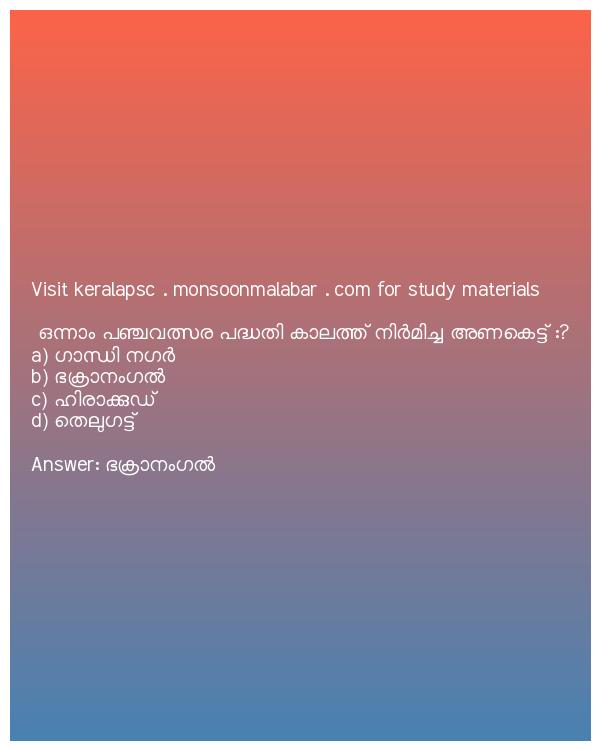 Visit keralapsc . monsoonmalabar . com for study materials
ഒന്നാം പഞ്ചവത്സര പദ്ധതി കാലത്ത് നിർമിച്ച അണകെട്ട് :?
a) ഗാന്ധി നഗർ
b) ഭക്രാനംഗൽ
c) ഹിരാക്കുഡ്
d) തെലുഗട്ട്
Answer: ഭക്രാനംഗൽ